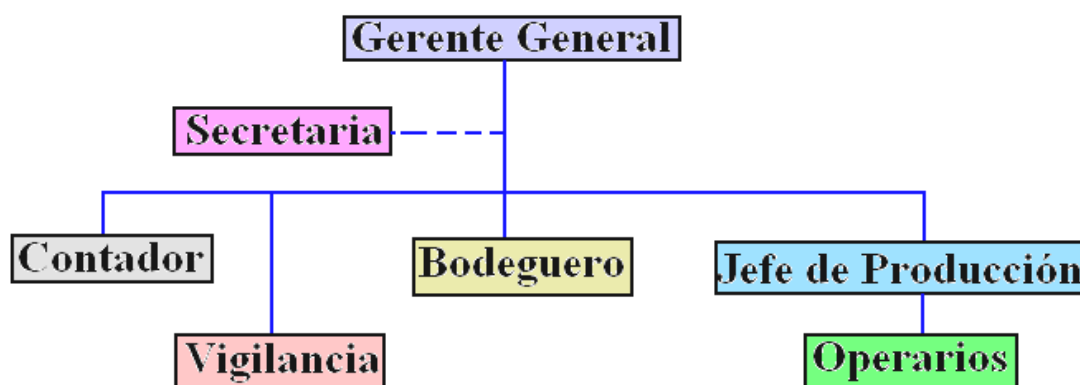 Gerente General
Secretaria
Contador
Bodeguero
Jefe de Producción
Vigilancia
Operarios